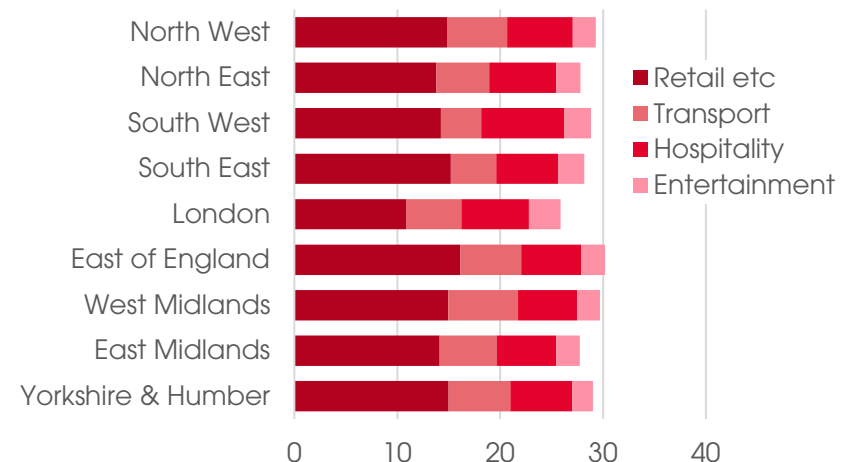 North West
North East
South West
South East
London
East of England
West Midlands
East Midlands
Yorkshire & Humber
0 10 20 30 40
Retail etc
Transport
Hospitality
Entertainment